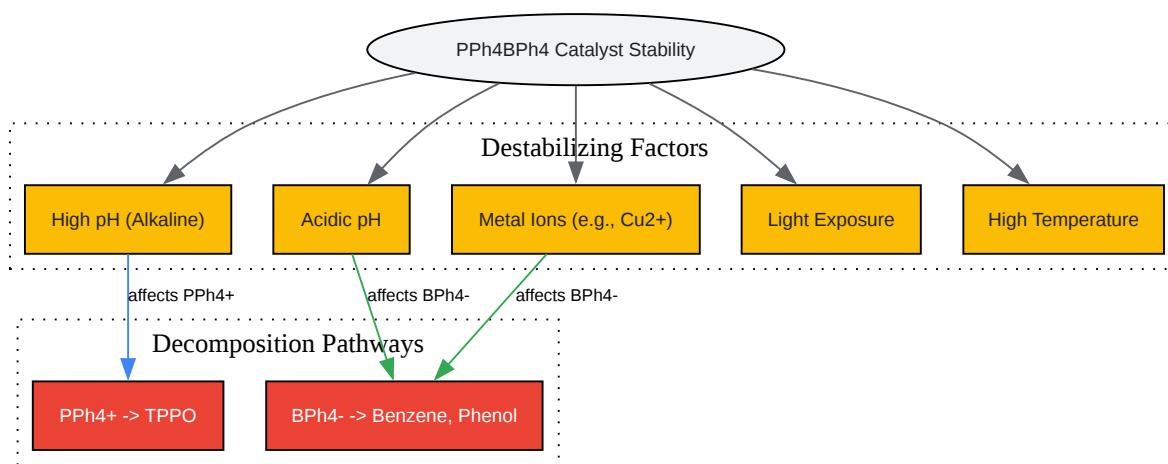 PPh4BPh4 Catalyst Stability
Destabilizing Factors
High pH (Alkaline)
Acidic pH
Metal Ions (e.g., Cu2+)
Light Exposure
High Temperature
affects PPh4+
affects BPh4-
affects BPh4-
Decomposition Pathways
PPh4+ -> TPPO
BPh4- -> Benzene, Phenol